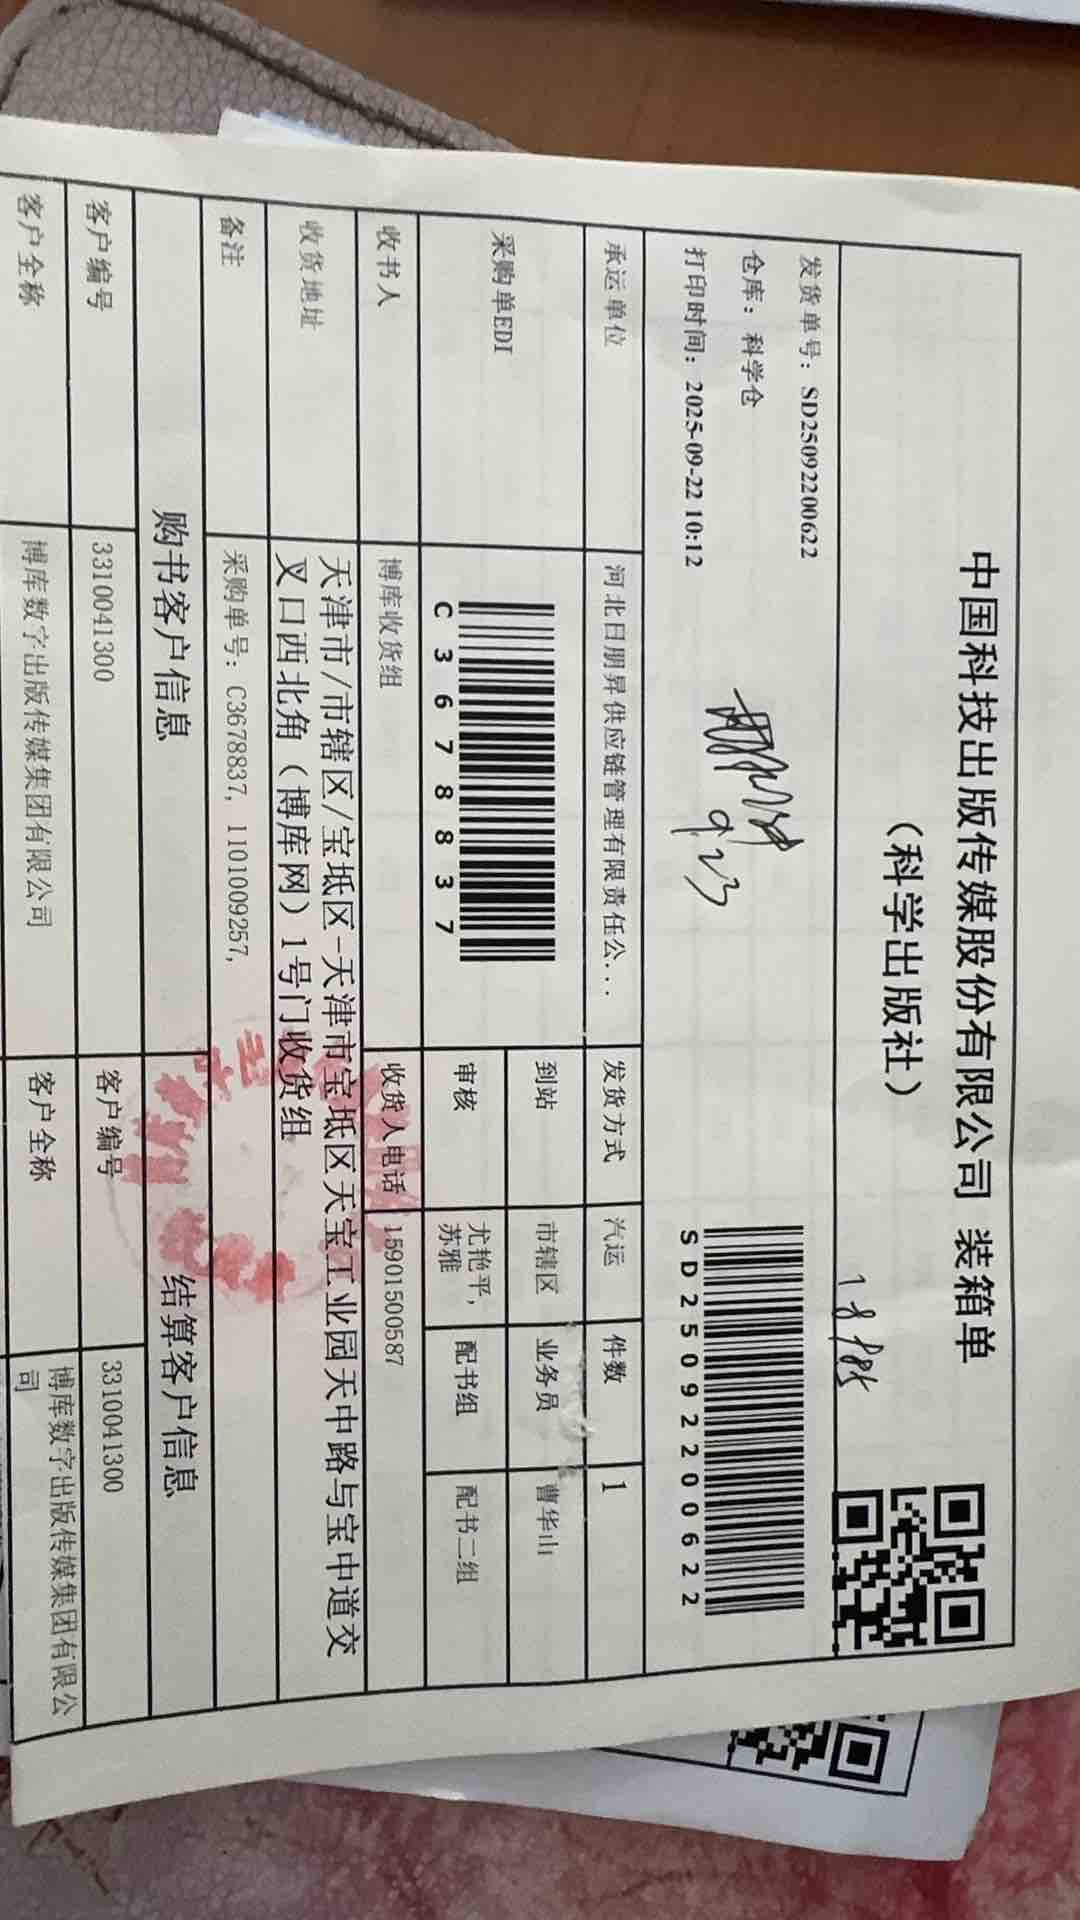 中国科技出版传媒股份有限公司 装箱单
（科学出版社）
发货单号：SD25092200622
仓库：科学仓
打印时间：2025-09-22 10:12
9.23
SD2509220622
承运单位 河北日朋昇供应链管理有限责任公... 发货方式 汽运 件数 1
采购单EDI C3678837 到站 市辖区 业务员 曹华山
审核 尤艳平，苏雅 配书组 配书二组
收书人 博库收货组 收货人电话 15901500587
收货地址 天津市/市辖区/宝坻区-天津市宝坻区天宝工业园天中路与宝中道交
叉口西北角（博库网）1号门收货组
备注 采购单号：C3678837, 1101009257,
购书客户信息 结算客户信息
客户编号 3310041300 客户编号 3310041300
客户全称 博库数字出版传媒集团有限公司 客户全称 博库数字出版传媒集团有限公
司